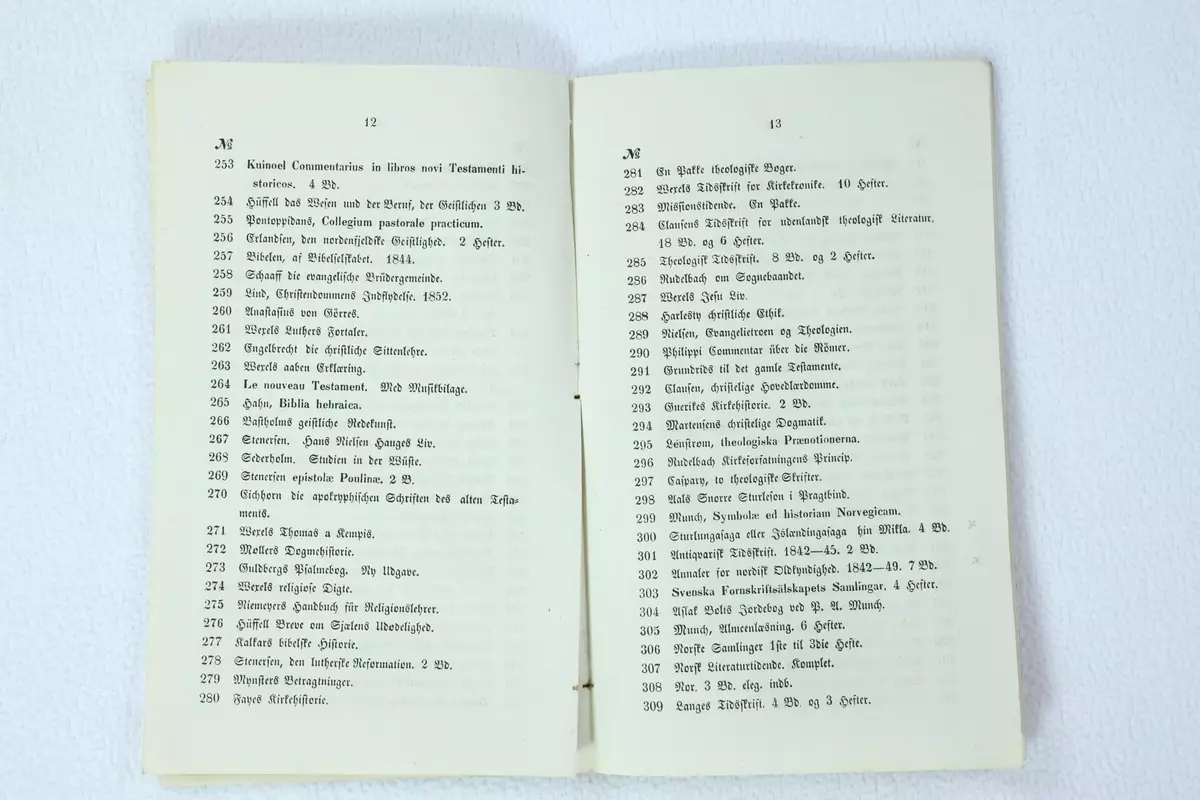 12
№
253 Kuinoel Commentarius in libros novi Testamenti hi-
storicos. 4 Bd.
254 Hüffell das Wesen und der Beruf, der Geistlichen 3 Bd.
255 Pontoppidans, Collegium pastorale practicum.
256 Erlandsen, den nordenfjeldske Geistlighed. 2 Hefter.
257 Bibelen, af Bibelselskabet. 1844.
258 Schaaff die evangelische Brüdergemeinde.
259 Lind, Christendommens Indflydelse. 1852.
260 Anastasius von Görres.
261 Wexels Luthers Fortaler.
262 Engelbrecht die christliche Sittenlehre.
263 Wexels aaben Erklæring.
264 Le nouveau Testament. Med Musikbilage.
265 Hahn, Biblia hebraica.
266 Bastholms geistliche Redekunst.
267 Stenersen. Hans Nielsen Hauges Liv.
268 Sederholm. Studien in der Wüste.
269 Stenersen epistolæ Poulinæ. 2 B.
270 Eichhorn die apokryphischen Schriften des alten Testa-
ments.
271 Wexels Thomas a Kempis.
272 Møllers Dogmehistorie.
273 Guldbergs Psalmebog. Ny Udgave.
274 Wexels religiøse Digte.
275 Niemeyers Handbuch für Religionslehrer.
276 Hüffell Breve om Sjælens Udødelighed.
277 Kalkars bibelske Historie.
278 Stenersen, den lutherske Reformation. 2 Bd.
279 Mynsters Betragtninger.
280 Fayes Kirkehistorie.
13
№
281 En Pakke theologiske Bøger.
282 Wexels Tidsskrift for Kirkekronike. 10 Hefter.
283 Missionstidende. En Pakke.
284 Clausens Tidsskrift for udenlandsk theologisk Literatur.
18 Bd. og 6 Hefter.
285 Theologisk Tidsskrift. 8 Bd. og 2 Hefter.
286 Rudelbach om Sognebaandet.
287 Wexels Jesu Liv.
288 Harlesty christliche Ethik.
289 Nielsen, Evangelietroen og Theologien.
290 Philippi Commentar über die Römer.
291 Grundrids til det gamle Testamente.
292 Clausen, christelige Hovedlærdomme.
293 Guerikes Kirkehistorie. 2 Bd.
294 Martensens christelige Dogmatik.
295 Lénstrom, theologiska Prænotionerna.
296 Rudelbach Kirkeforfatningens Princip.
297 Caspary, to theologiske Skrifter.
298 Aals Snorre Sturleson i Pragtbind.
299 Munch, Symbolæ ed historiam Norvegicam.
300 Sturlungasaga eller Islændingasaga hin Mikla. 4 Bd.
301 Antiqvarisk Tidsskrift. 1842—45. 2 Bd.
302 Annaler for nordisk Oldkyndighed. 1842—49. 7 Bd.
303 Svenska Fornskriftsälskapets Samlingar. 4 Hefter.
304 Aslak Bolts Jordebog ved P. A. Munch.
305 Munch, Almeenlæsning. 6 Hefter.
306 Norske Samlinger 1ste til 3die Hefte.
307 Norsk Literaturtidende. Komplet.
308 Nor. 3 Bd. eleg. indb.
309 Langes Tidsskrift. 4 Bd. og 3 Hefter.